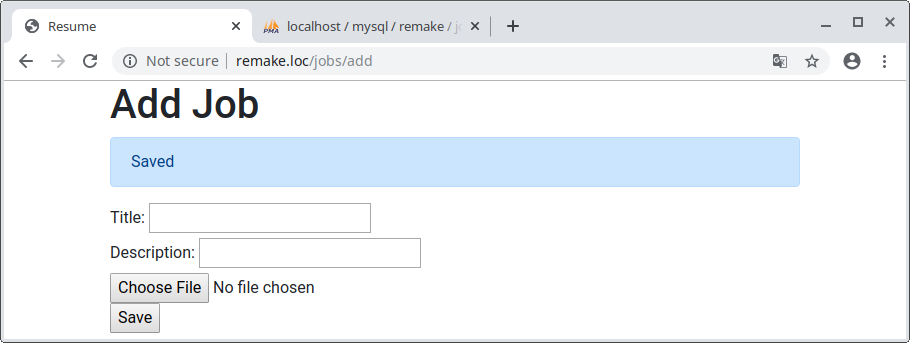 Resume
PMA localhost / mysql / remake /
Not secure remake.loc/jobs/add
Add Job
Saved
Title:
Description:
Choose File No file chosen
Save